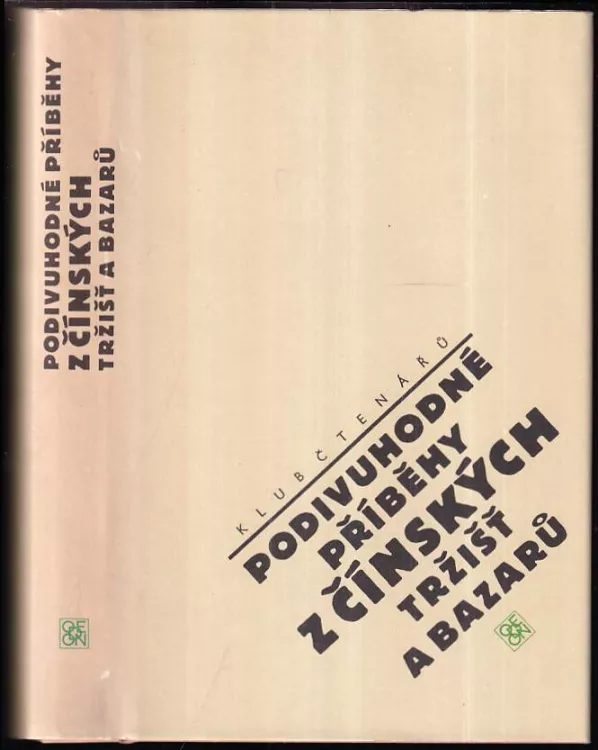 PODIVUHODNÉ PŘÍBĚHY
Z ČÍNSKÝCH
TRŽIŠŤ A BAZARŮ
ODEON
KLUB ČTENÁŘŮ
PODIVUHODNÉ
PŘÍBĚHY
Z ČÍNSKÝCH
TRŽIŠŤ
A BAZARŮ
ODEON